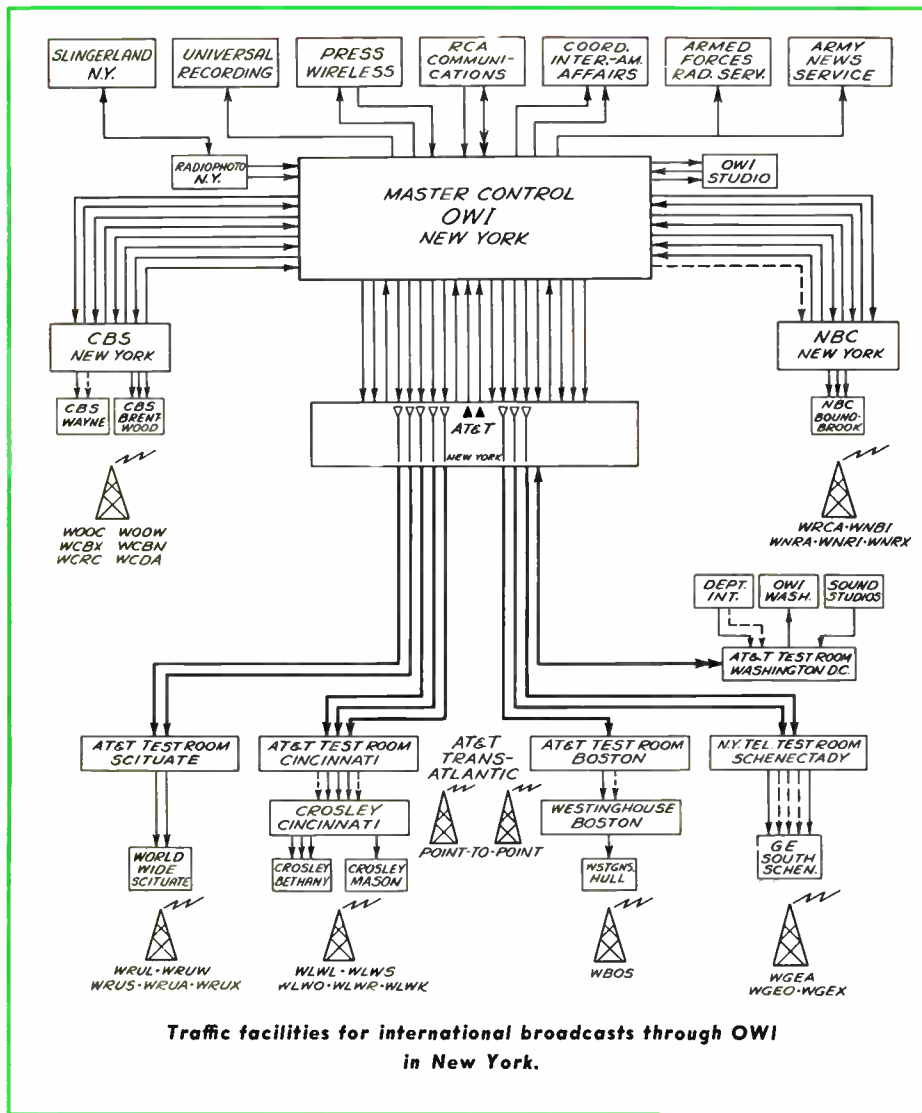 SLINGERLAND
N.Y.
UNIVERSAL
RECORDING
PRESS
WIRELESS
RCA
COMMUNI-
CATIONS
COORD.
INTER.-AM.
AFFAIRS
ARMED
FORCES
RAD. SERV.
ARMY
NEWS
SERVICE
RADIOPHOTO
N.Y.
MASTER CONTROL
OWI
NEW YORK
OWI
STUDIO
CBS
NEW YORK
NBC
NEW YORK
CBS
WAYNE
CBS
BRENT-
WOOD
AT&T
NEW YORK
NBC
BOUND-
BROOK
WOOC WOOW
WCBX WCBN
WCRC WCDA
WRCA·WNBI
WNRA·WNRI·WNRX
DEPT.
INT.
OWI
WASH.
SOUND
STUDIOS
AT&T TEST ROOM
WASHINGTON D.C.
AT&T TEST ROOM
SCITUATE
AT&T TEST ROOM
CINCINNATI
AT&T
TRANS-
ATLANTIC
AT&T TEST ROOM
BOSTON
N.Y. TEL. TEST ROOM
SCHENECTADY
CROSLEY
CINCINNATI
POINT-TO-POINT
WESTINGHOUSE
BOSTON
WORLD
WIDE
SCITUATE
CROSLEY
BETHANY
CROSLEY
MASON
WSTGNS.
HULL
G E
SOUTH
SCHEN.
WRUL·WRUW
WRUS·WRUA·WRUX
WLWL·WLWS
WLWO·WLWR·WLWK
WBOS
WGEA
WGEO·WGEX
Traffic facilities for international broadcasts through OWI
in New York.